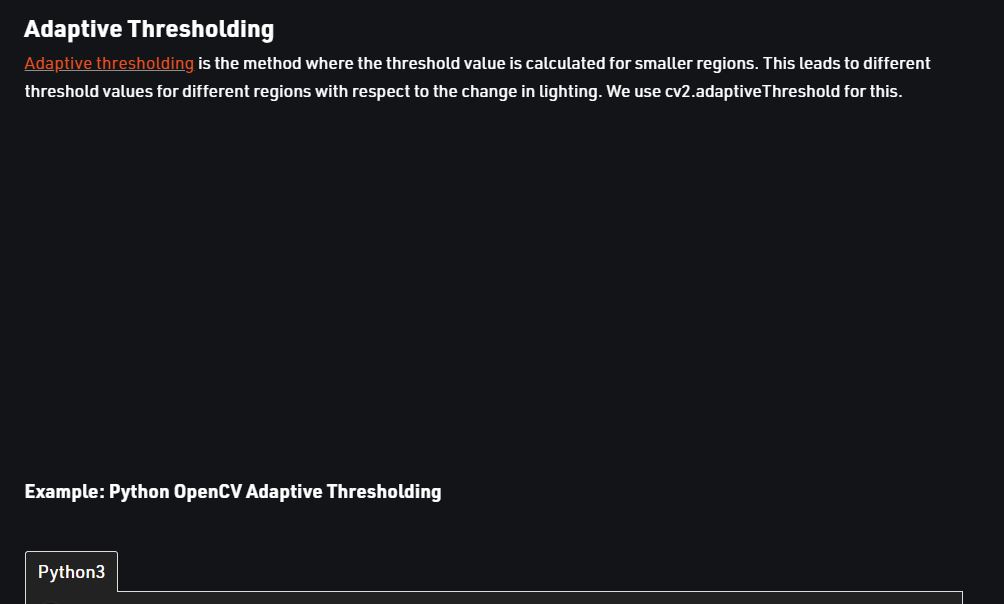 Adaptive Thresholding
Adaptive thresholding is the method where the threshold value is calculated for smaller regions. This leads to different
threshold values for different regions with respect to the change in lighting. We use cv2.adaptiveThreshold for this.
Example: Python OpenCV Adaptive Thresholding
Python3